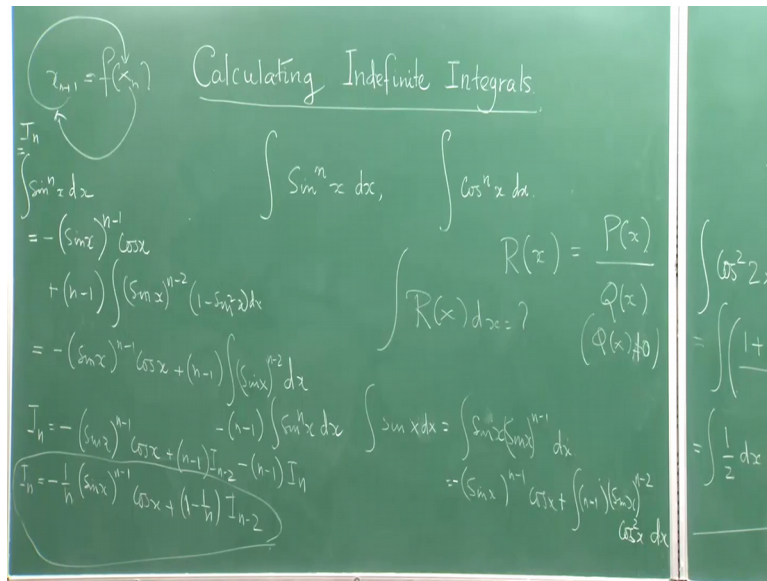 x_{n+1} = f(x_n)
Calculating Indefinite Integrals
I_n
=
∫ sin^n x dx
= - (sin x)^{n-1} cos x
+ (n-1) ∫ (sin x)^{n-2} (1 - sin^2 x) dx
= - (sin x)^{n-1} cos x + (n-1) ∫ (sin x)^{n-2} dx
- (n-1) ∫ sin^n x dx
I_n = - (sin x)^{n-1} cos x + (n-1) I_{n-2} - (n-1) I_n
I_n = - 1/n (sin x)^{n-1} cos x + (1 - 1/n) I_{n-2}
∫ Sin^n x dx, ∫ cos^n x dx.
R(x) = P(x) / Q(x)
(Q(x) ≠ 0)
∫ R(x) dx = ?
∫ sin x dx = ∫ sin x (sin x)^{n-1} dx
= - (sin x)^{n-1} cos x + ∫ (n-1) (sin x)^{n-2}
cos^2 x dx
∫ cos^2 2x
= ∫ (1 +
= ∫ 1/2 dx